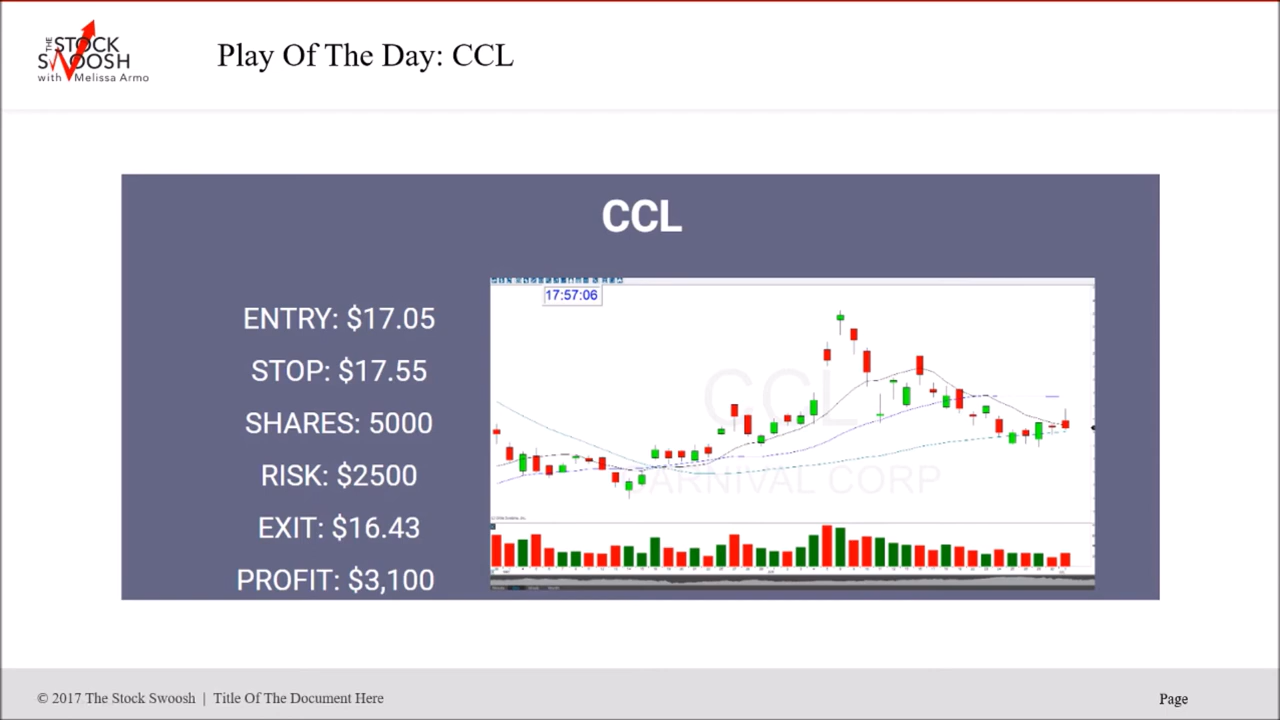 THE
STOCK
SWOOSH
with Melissa Armo
Play Of The Day: CCL
CCL
ENTRY: $17.05
STOP: $17.55
SHARES: 5000
RISK: $2500
EXIT: $16.43
PROFIT: $3,100
17:57:06
CCL
CARNIVAL CORP
© 2017 The Stock Swoosh | Title Of The Document Here
Page